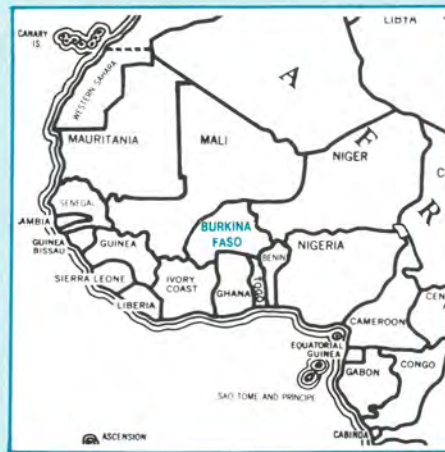 CANARY
IS.
LIBYA
WESTERN SAHARA
A
MAURITANIA
MALI
NIGER
F
C
SENEGAL
R
AMBIA
BURKINA
FASO
GUINEA
BISSAU
GUINEA
BENIN
NIGERIA
SIERRA LEONE
IVORY
COAST
GHANA
TOGO
LIBERIA
CEN
CAMEROON
EQUATORIAL
GUINEA
GABON
CONGO
SAO TOME AND PRINCIPE
ASCENSION
CABINDA